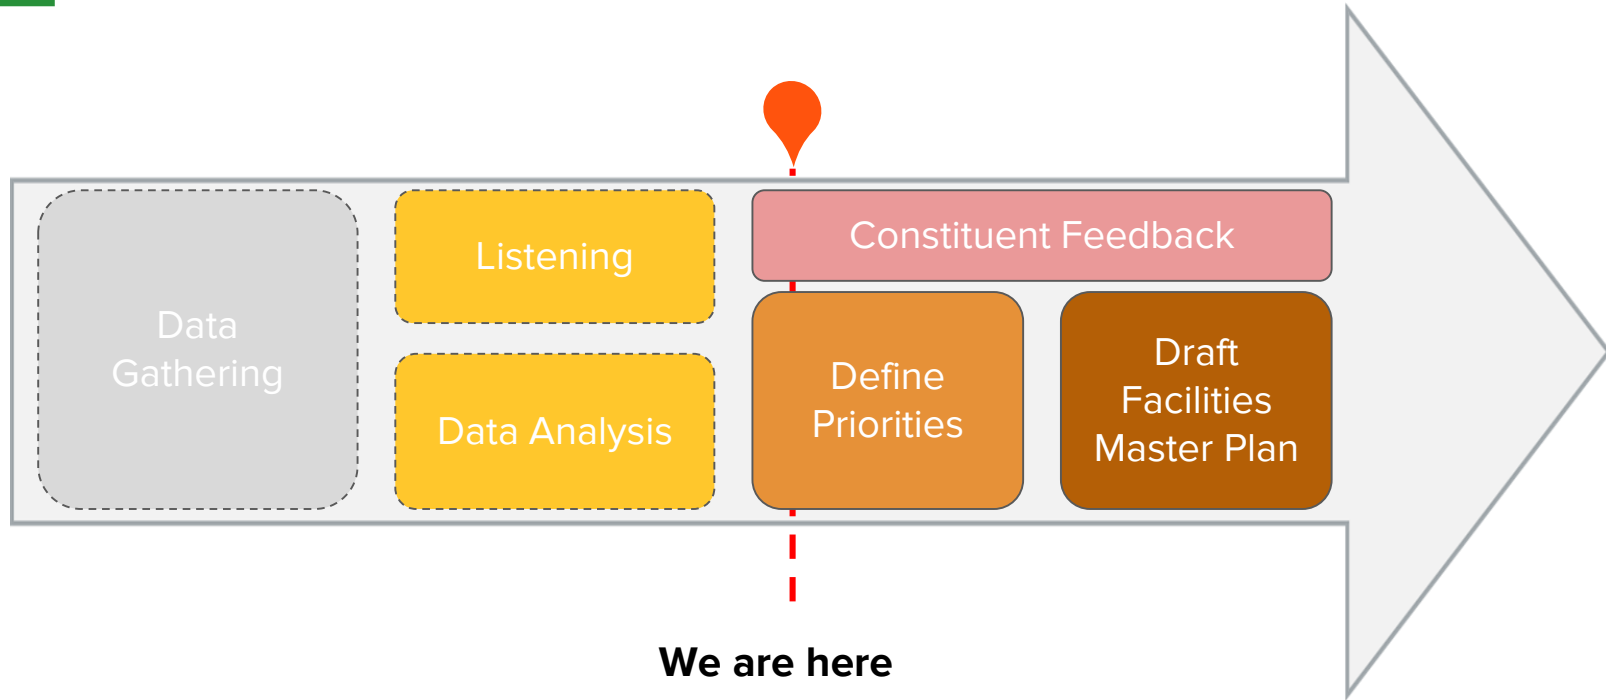 Data
Gathering
Listening
Data Analysis
Constituent Feedback
Define
Priorities
Draft
Facilities
Master Plan
We are here